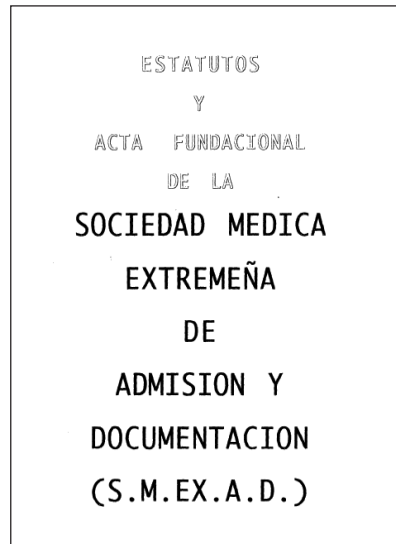 ESTATUTOS
Y
ACTA FUNDACIONAL
DE LA
SOCIEDAD MEDICA
EXTREMEÑA
DE
ADMISION Y
DOCUMENTACION
(S.M.EX.A.D.)